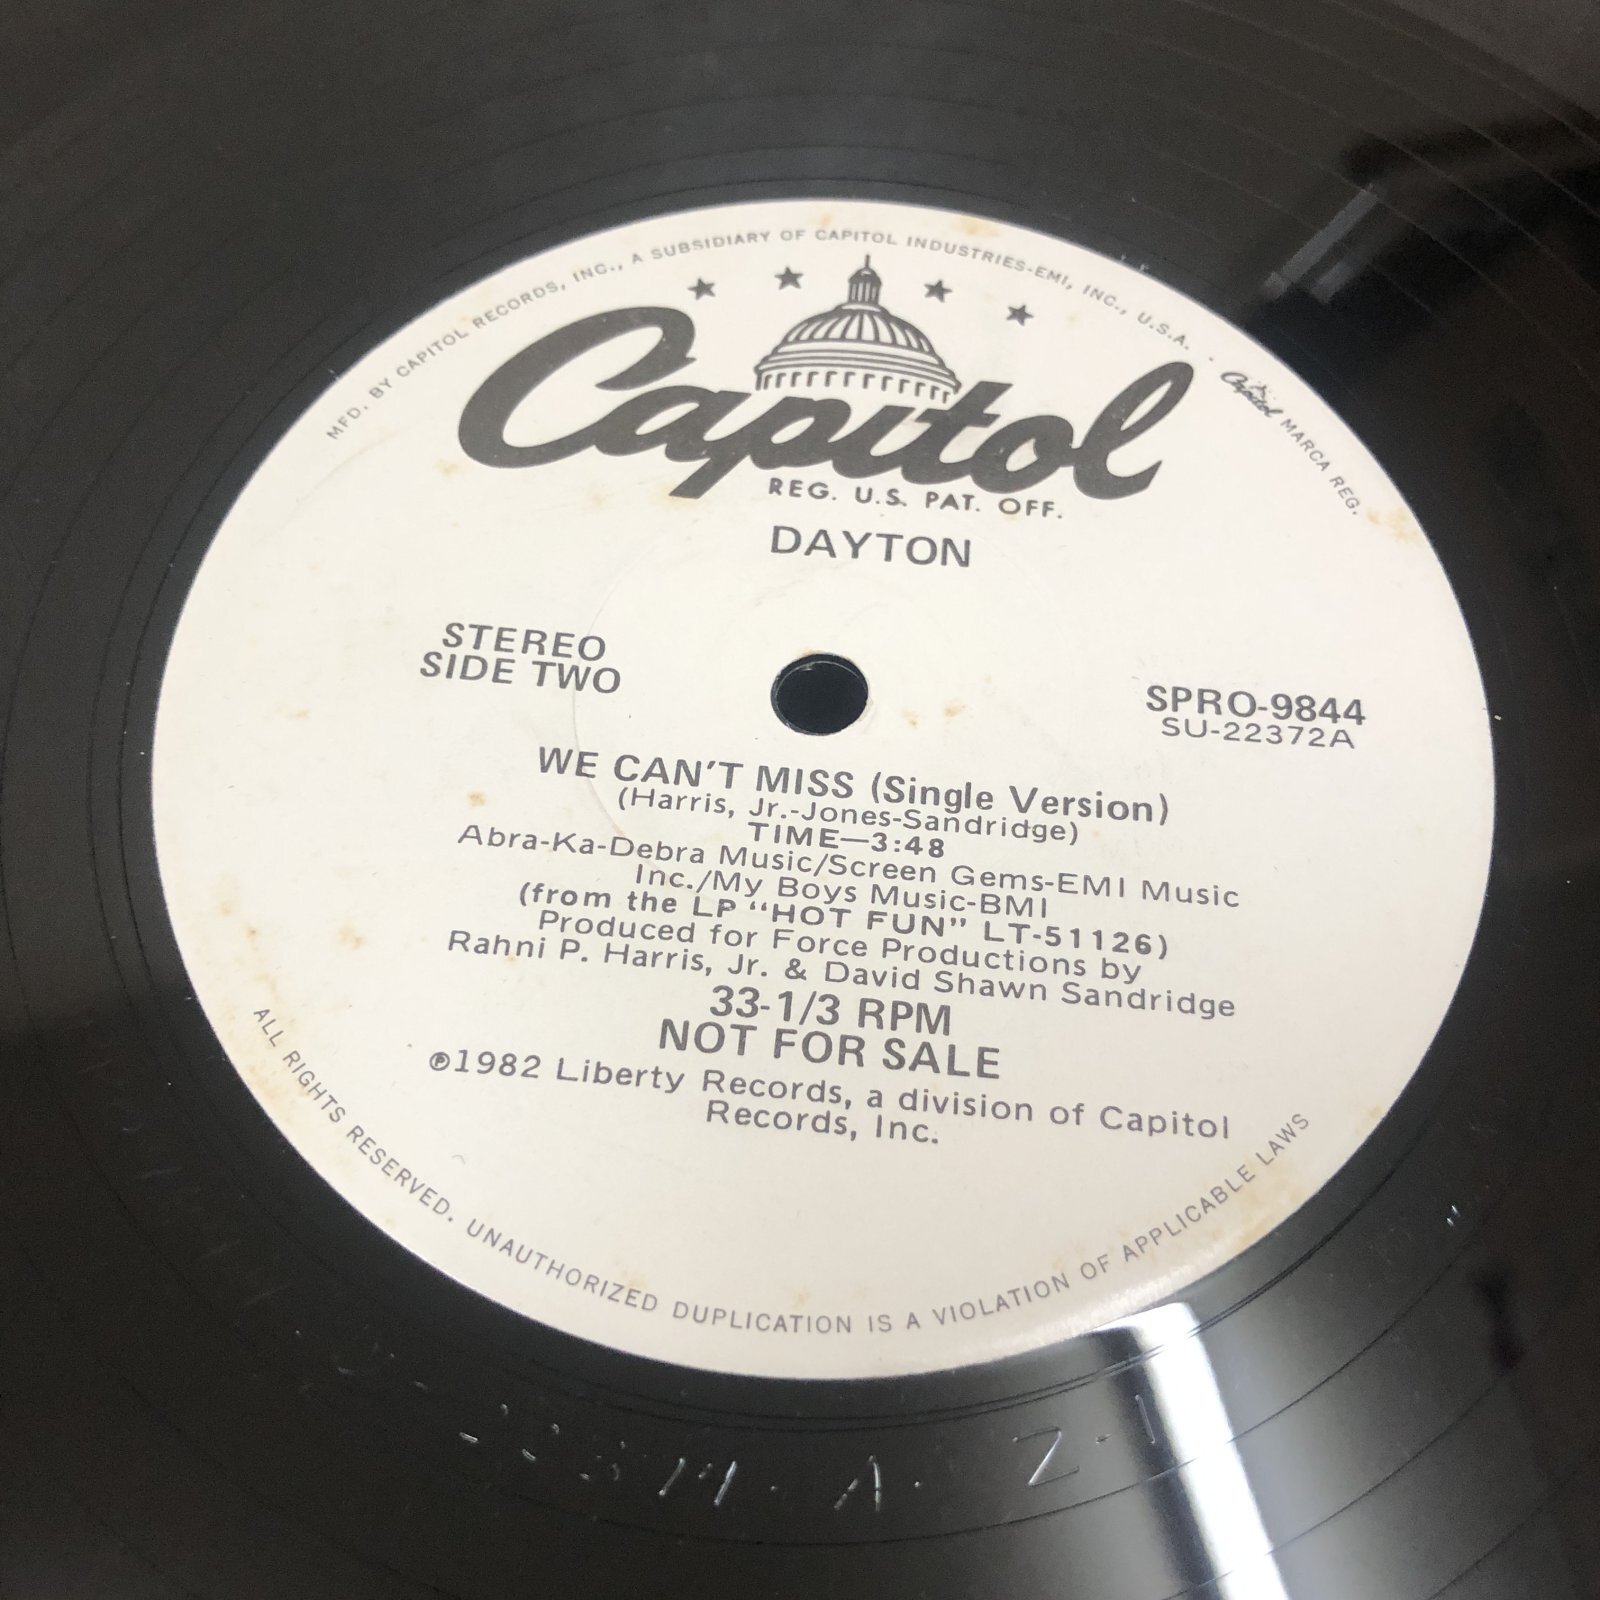 MFD. BY CAPITOL RECORDS, INC., A SUBSIDIARY OF CAPITOL INDUSTRIES-EMI, INC., U.S.A. · Capitol MARCA REG.
Capitol
REG. U.S. PAT. OFF.
DAYTON
STEREO
SIDE TWO
SPRO-9844
SU-22372A
WE CAN'T MISS (Single Version)
(Harris, Jr.-Jones-Sandridge)
TIME—3:48
Abra-Ka-Debra Music/Screen Gems-EMI Music
Inc./My Boys Music-BMI
(from the LP "HOT FUN" LT-51126)
Produced for Force Productions by
Rahni P. Harris, Jr. & David Shawn Sandridge
33-1/3 RPM
NOT FOR SALE
℗1982 Liberty Records, a division of Capitol
Records, Inc.
ALL RIGHTS RESERVED. UNAUTHORIZED DUPLICATION IS A VIOLATION OF APPLICABLE LAWS